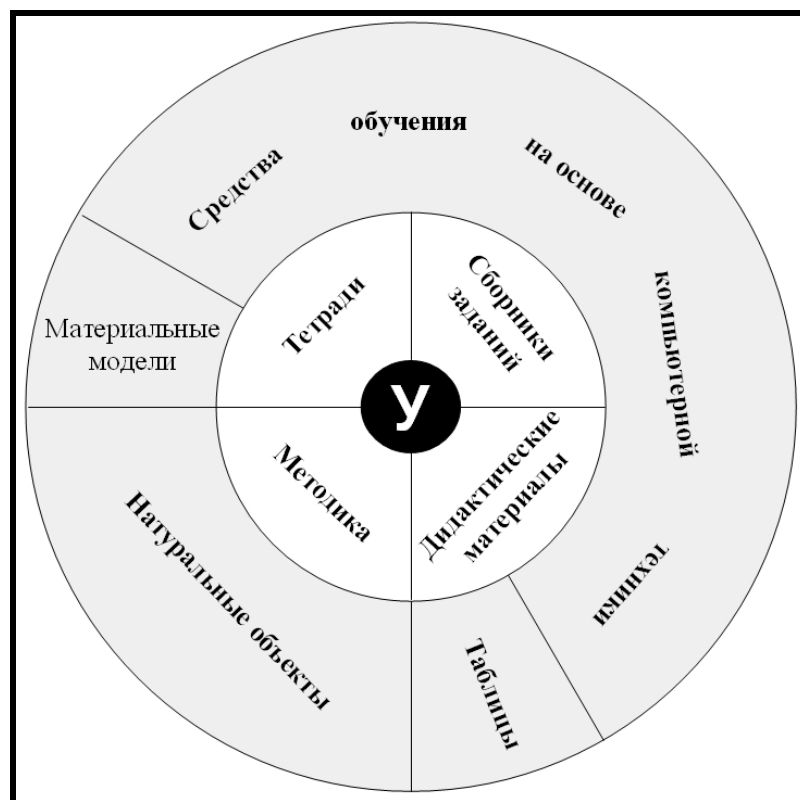 Средства обучения на основе компьютерной техники
Материальные
модели
Тетради
Сборники
заданий
У
Методика
Дидактические
материалы
Натуральные объекты
Таблицы